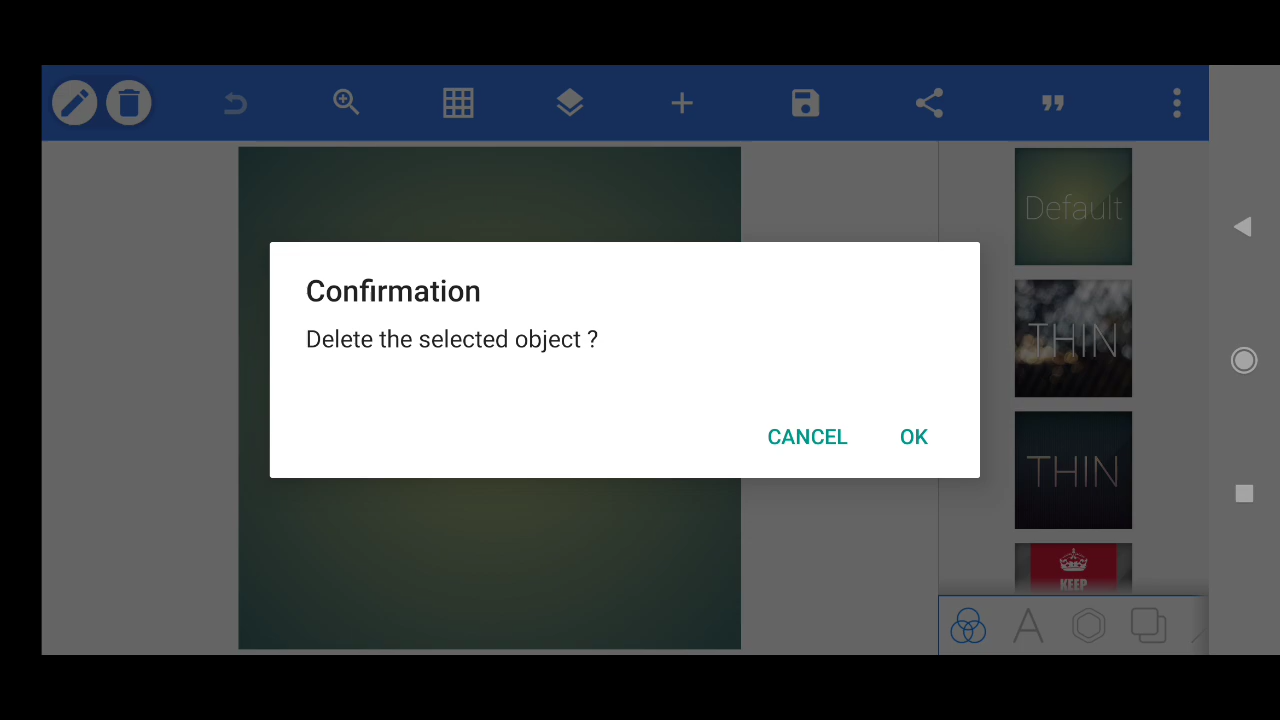 Confirmation
Delete the selected object ?
CANCEL OK
Default
THIN
THIN
KEEP